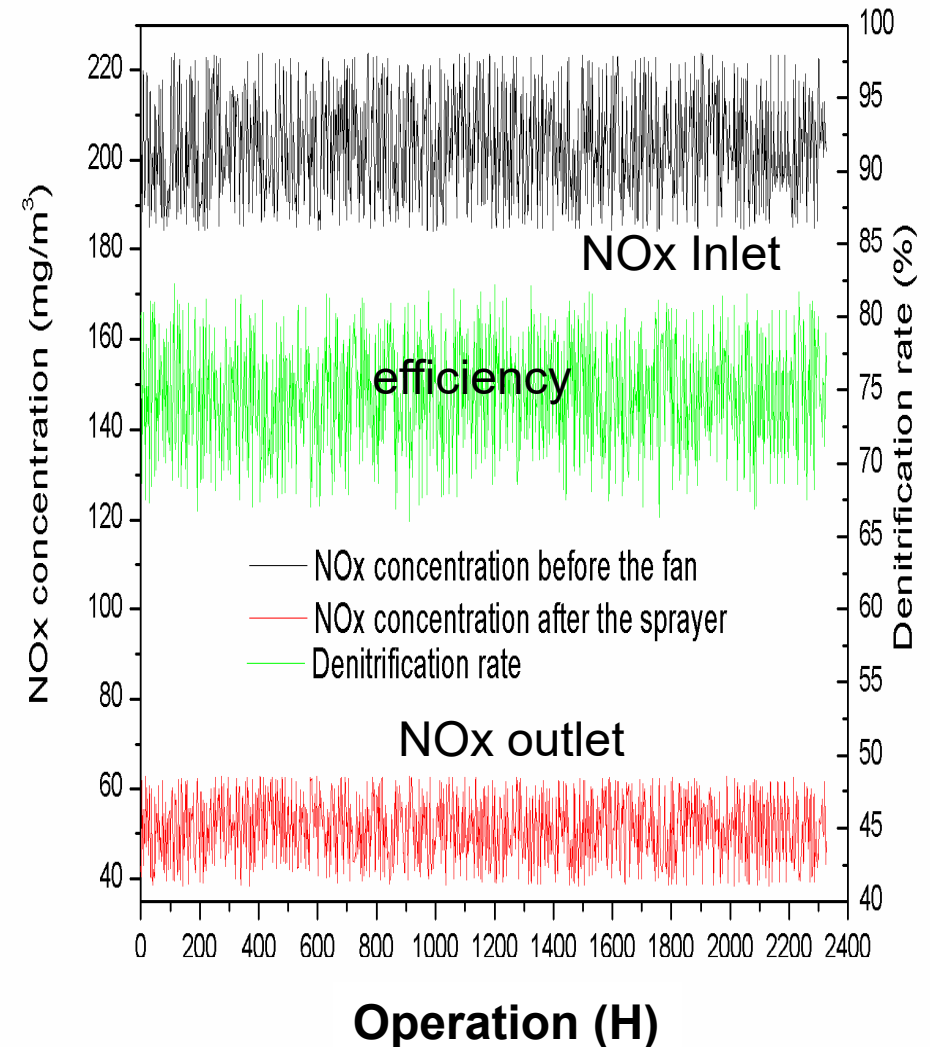 NOx concentration (mg/m³)
220
200
180
160
140
120
100
80
60
40
100
95
90
85
80
75
70
65
60
55
50
45
40
Denitrification rate (%)
NOx Inlet
efficiency
NOx concentration before the fan
NOx concentration after the sprayer
Denitrification rate
NOx outlet
0 200 400 600 800 1000 1200 1400 1600 1800 2000 2200 2400
Operation (H)